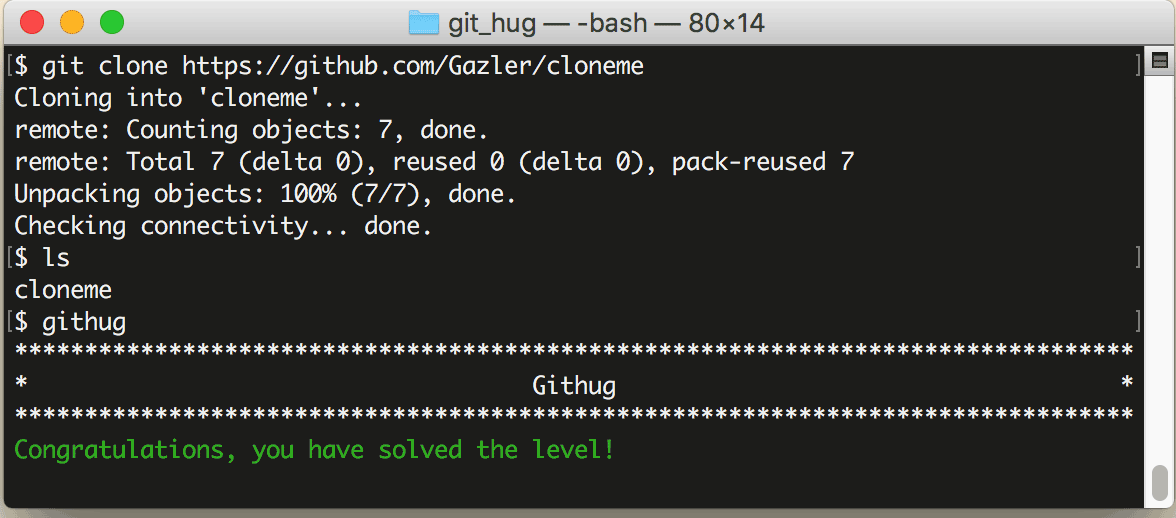 git_hug — -bash — 80×14
[$ git clone https://github.com/Gazler/cloneme ]
Cloning into 'cloneme'...
remote: Counting objects: 7, done.
remote: Total 7 (delta 0), reused 0 (delta 0), pack-reused 7
Unpacking objects: 100% (7/7), done.
Checking connectivity... done.
[$ ls ]
cloneme
[$ githug ]
********************************************************************************
*                                    Githug                                    *
********************************************************************************
Congratulations, you have solved the level!